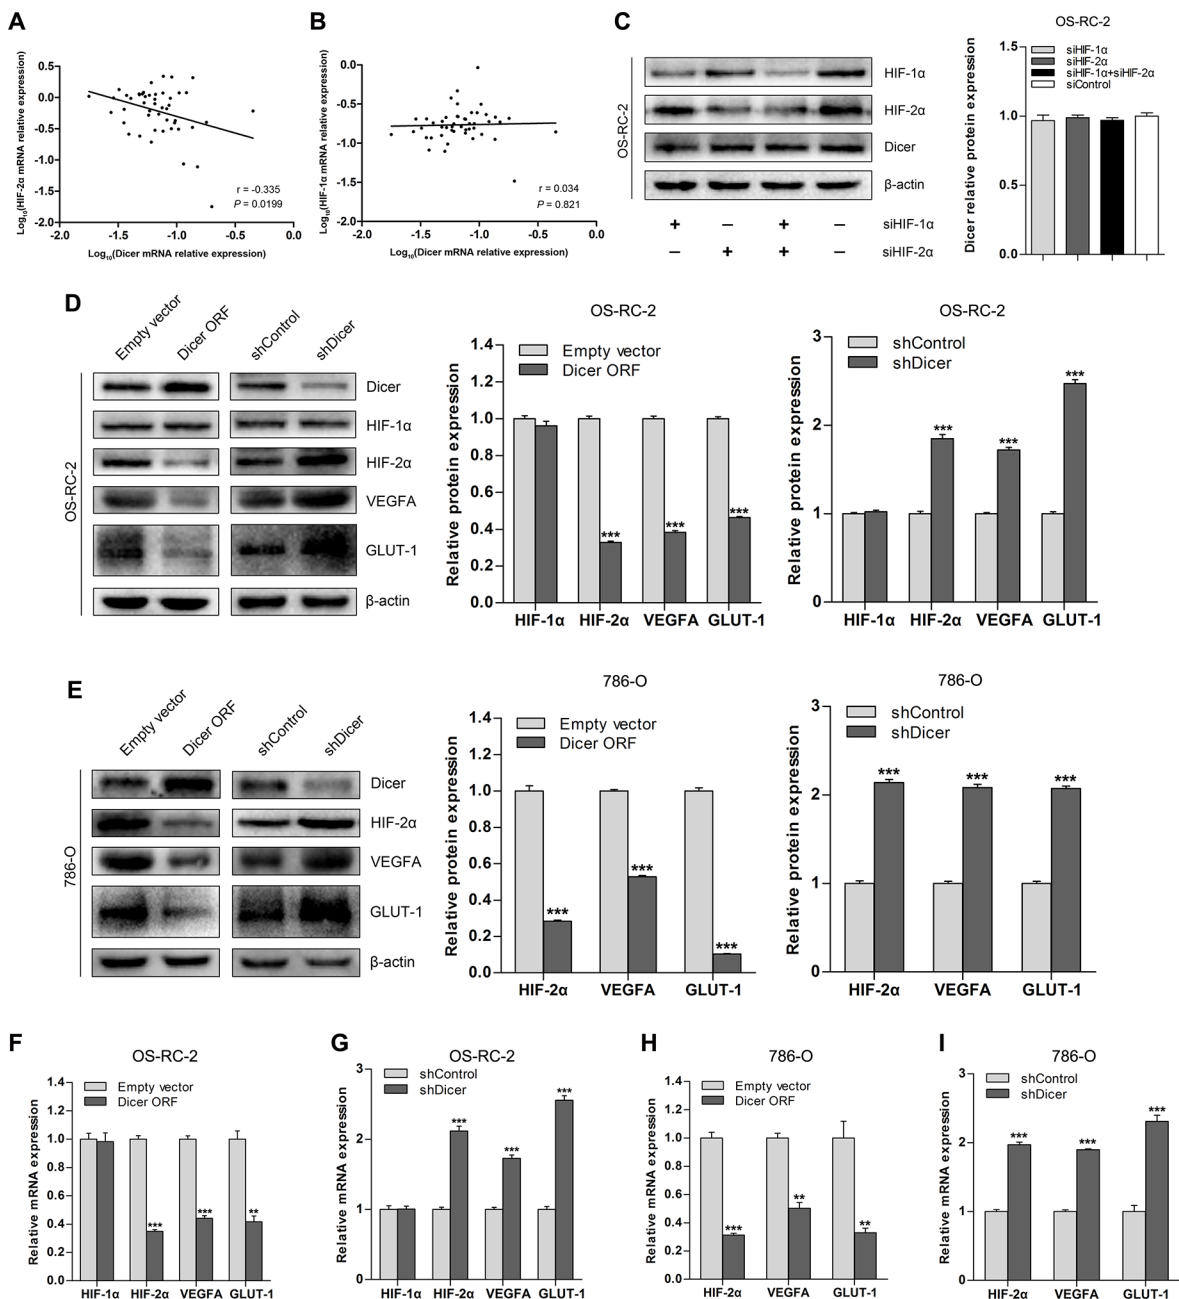 A
Log10(HIF-2α mRNA relative expression)
0.5
0.0
-0.5
-1.0
-1.5
-2.0
r = -0.335
P = 0.0199
-2.0 -1.5 -1.0 -0.5 0.0
Log10(Dicer mRNA relative expression)
B
Log10(HIF-1α mRNA relative expression)
0.0
-0.5
-1.0
-1.5
-2.0
r = 0.034
P = 0.821
-2.0 -1.5 -1.0 -0.5 0.0
Log10(Dicer mRNA relative expression)
C
OS-RC-2
HIF-1α
HIF-2α
Dicer
β-actin
+ − + − siHIF-1α
− + + − siHIF-2α
OS-RC-2
Dicer relative protein expression
1.5
1.0
0.5
0.0
siHIF-1α
siHIF-2α
siHIF-1α+siHIF-2α
siControl
D
Empty vector
Dicer ORF
shControl
shDicer
OS-RC-2
Dicer
HIF-1α
HIF-2α
VEGFA
GLUT-1
β-actin
OS-RC-2
Relative protein expression
1.4
1.2
1.0
0.8
0.6
0.4
0.2
0.0
Empty vector
Dicer ORF
*** *** ***
HIF-1α HIF-2α VEGFA GLUT-1
OS-RC-2
Relative protein expression
3
2
1
0
shControl
shDicer
*** *** ***
HIF-1α HIF-2α VEGFA GLUT-1
E
Empty vector
Dicer ORF
shControl
shDicer
786-O
Dicer
HIF-2α
VEGFA
GLUT-1
β-actin
786-O
Relative protein expression
1.4
1.2
1.0
0.8
0.6
0.4
0.2
0.0
Empty vector
Dicer ORF
*** *** ***
HIF-2α VEGFA GLUT-1
786-O
Relative protein expression
3
2
1
0
shControl
shDicer
*** *** ***
HIF-2α VEGFA GLUT-1
F
OS-RC-2
Relative mRNA expression
1.4
1.2
1.0
0.8
0.6
0.4
0.2
0.0
Empty vector
Dicer ORF
*** *** **
HIF-1α HIF-2α VEGFA GLUT-1
G
OS-RC-2
Relative mRNA expression
3
2
1
0
shControl
shDicer
*** *** ***
HIF-1α HIF-2α VEGFA GLUT-1
H
786-O
Relative mRNA expression
1.4
1.2
1.0
0.8
0.6
0.4
0.2
0.0
Empty vector
Dicer ORF
*** ** **
HIF-2α VEGFA GLUT-1
I
786-O
Relative mRNA expression
3
2
1
0
shControl
shDicer
*** *** ***
HIF-2α VEGFA GLUT-1